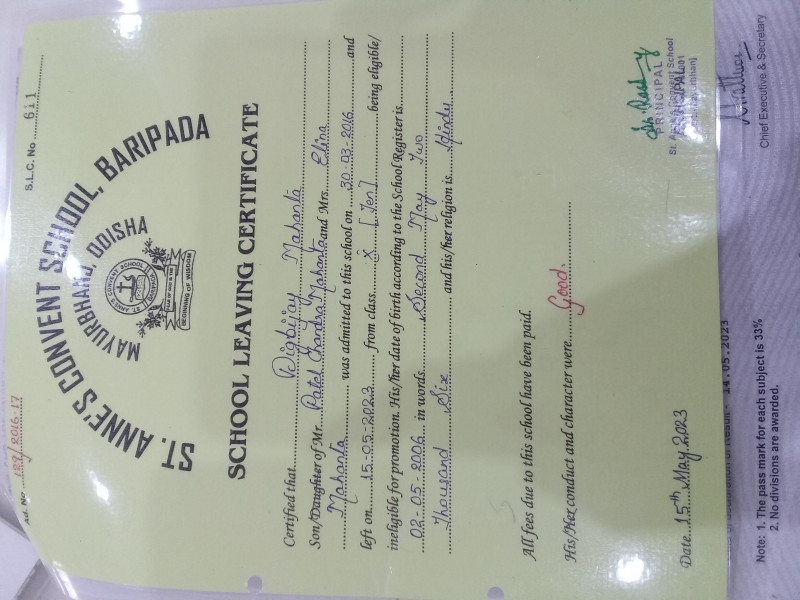 Ad. No 129/2016-17
S.L.C. No 611
ST. ANNE'S CONVENT SCHOOL, BARIPADA
MAYURBHANJ, ODISHA
ST. ANNE'S CONVENT SCHOOL
BEGINNING OF WISDOM
SCHOOL LEAVING CERTIFICATE
Certified that Digbijay Mahanta
Son/Daughter of Mr. Patel Chandra Mahanta and Mrs. Elina
Mahanta was admitted to this school on 30-03-2016 and
left on 15-05-2023 from class X [Ten] being eligible/
ineligible for promotion. His/her date of birth according to the School Register is
02-05-2006 in words Second May Two
Thousand Six and his/her religion is Hindu
All fees due to this school have been paid.
His/Her conduct and character were Good.
Date 15th May 2023
PRINCIPAL
St. Anne's Convent School
14.05.2023
Chief Executive & Secretary
Note: 1. The pass mark for each subject is 33%
2. No divisions are awarded.